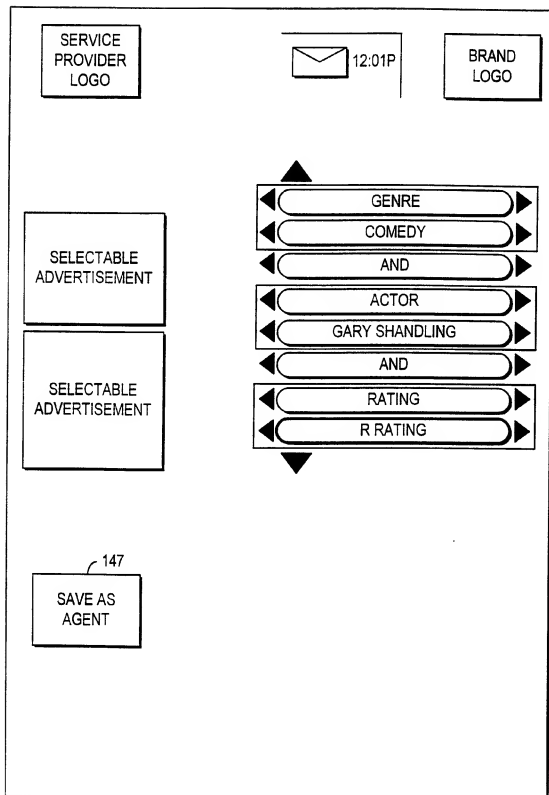 SERVICE
PROVIDER
LOGO
12:01P
BRAND
LOGO
GENRE
COMEDY
AND
ACTOR
GARY SHANDLING
AND
RATING
R RATING
SELECTABLE
ADVERTISEMENT
SELECTABLE
ADVERTISEMENT
147
SAVE AS
AGENT